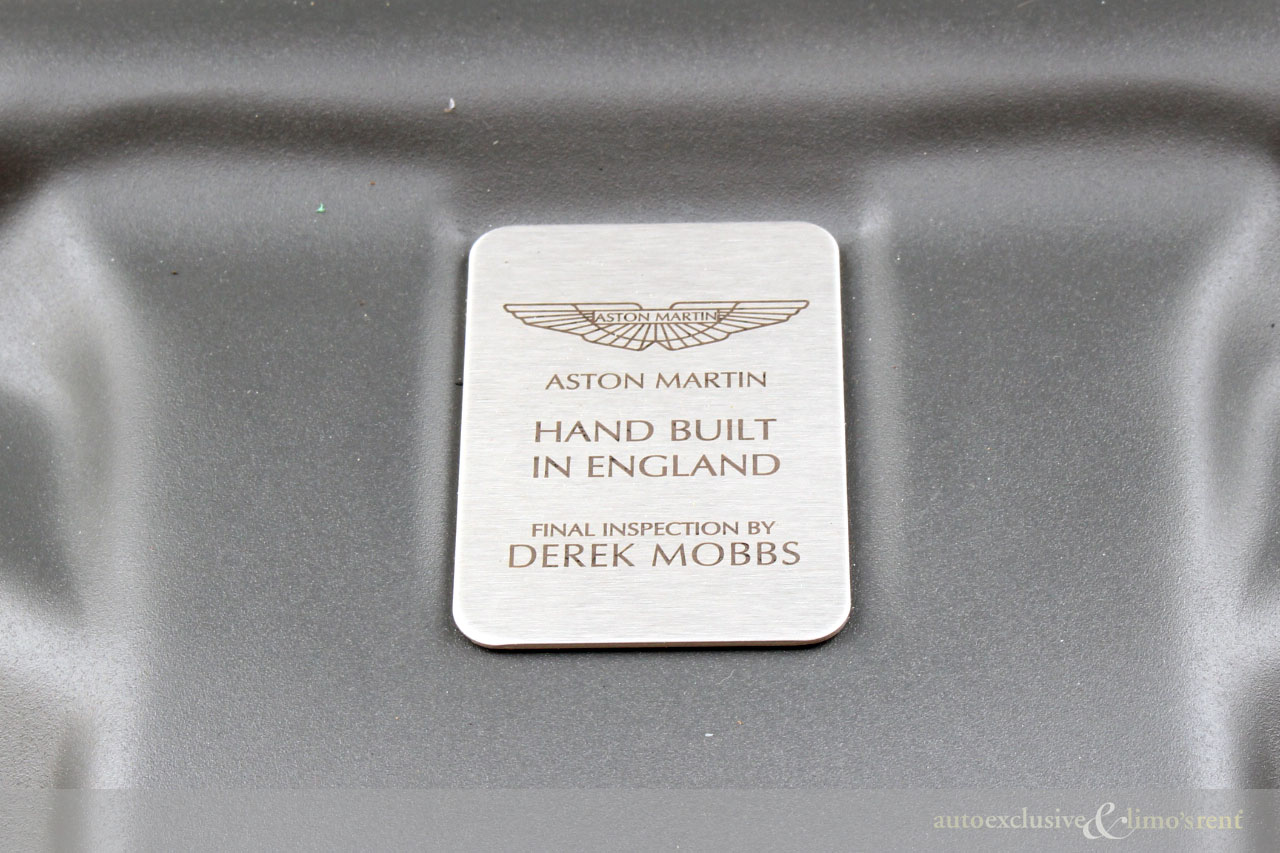 ASTON MARTIN
ASTON MARTIN
HAND BUILT
IN ENGLAND
FINAL INSPECTION BY
DEREK MOBBS
autoexclusive&limo'srent